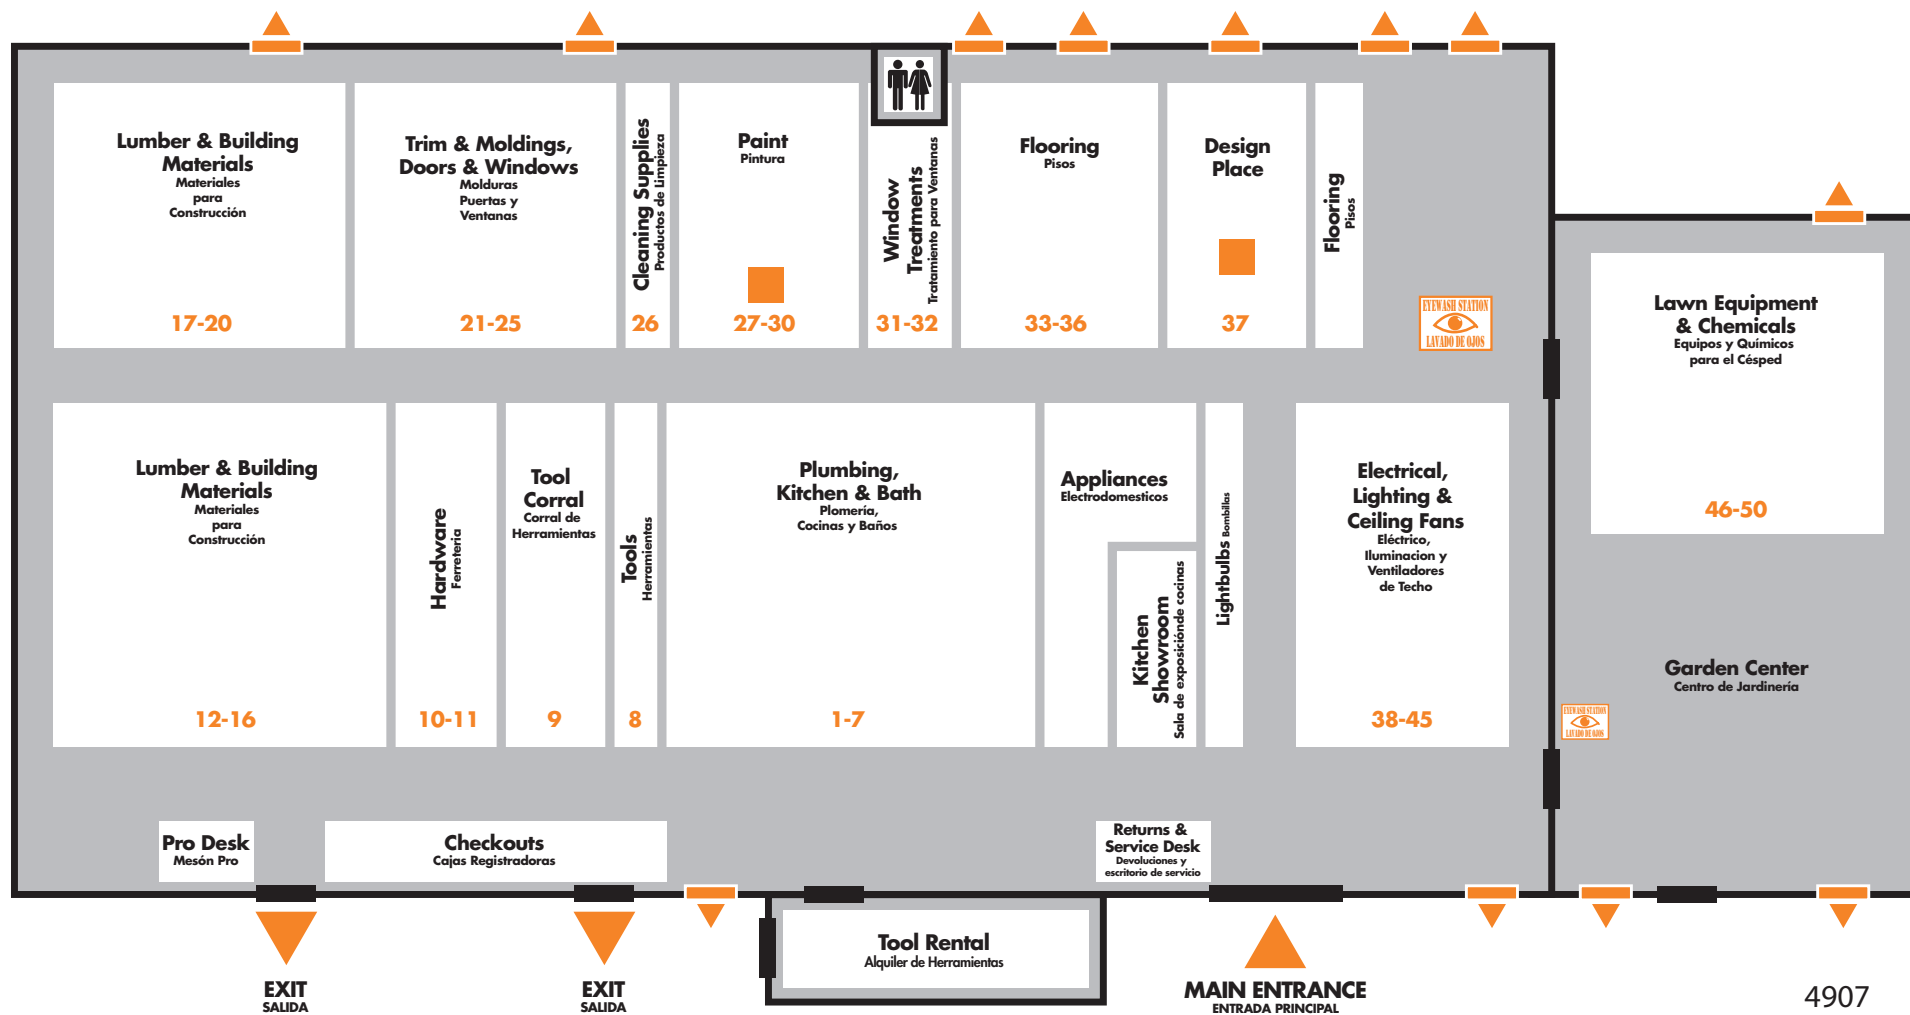 Lumber & Building
Materials
Materiales
para
Construcción
17-20
Trim & Moldings,
Doors & Windows
Molduras
Puertas y
Ventanas
21-25
Cleaning Supplies
Productos de Limpieza
26
Paint
Pintura
27-30
Window
Treatments
Tratamiento para Ventanas
31-32
Flooring
Pisos
33-36
Design
Place
37
Flooring
Pisos
EYEWASH STATION
LAVADO DE OJOS
Lawn Equipment
& Chemicals
Equipos y Químicos
para el Césped
46-50
Lumber & Building
Materials
Materiales
para
Construcción
12-16
Hardware
Ferreteria
10-11
Tool
Corral
Corral de
Herramientas
9
Tools
Herramientas
8
Plumbing,
Kitchen & Bath
Plomería,
Cocinas y Baños
1-7
Appliances
Electrodomesticos
Kitchen
Showroom
Sala de exposiciónde cocinas
Lightbulbs Bombillas
Electrical,
Lighting &
Ceiling Fans
Eléctrico,
Iluminacion y
Ventiladores
de Techo
38-45
Garden Center
Centro de Jardinería
EYEWASH STATION
LAVADO DE OJOS
Pro Desk
Mesón Pro
Checkouts
Cajas Registradoras
Returns &
Service Desk
Devoluciones y
escritorio de servicio
Tool Rental
Alquiler de Herramientas
EXIT
SALIDA
EXIT
SALIDA
MAIN ENTRANCE
ENTRADA PRINCIPAL
4907